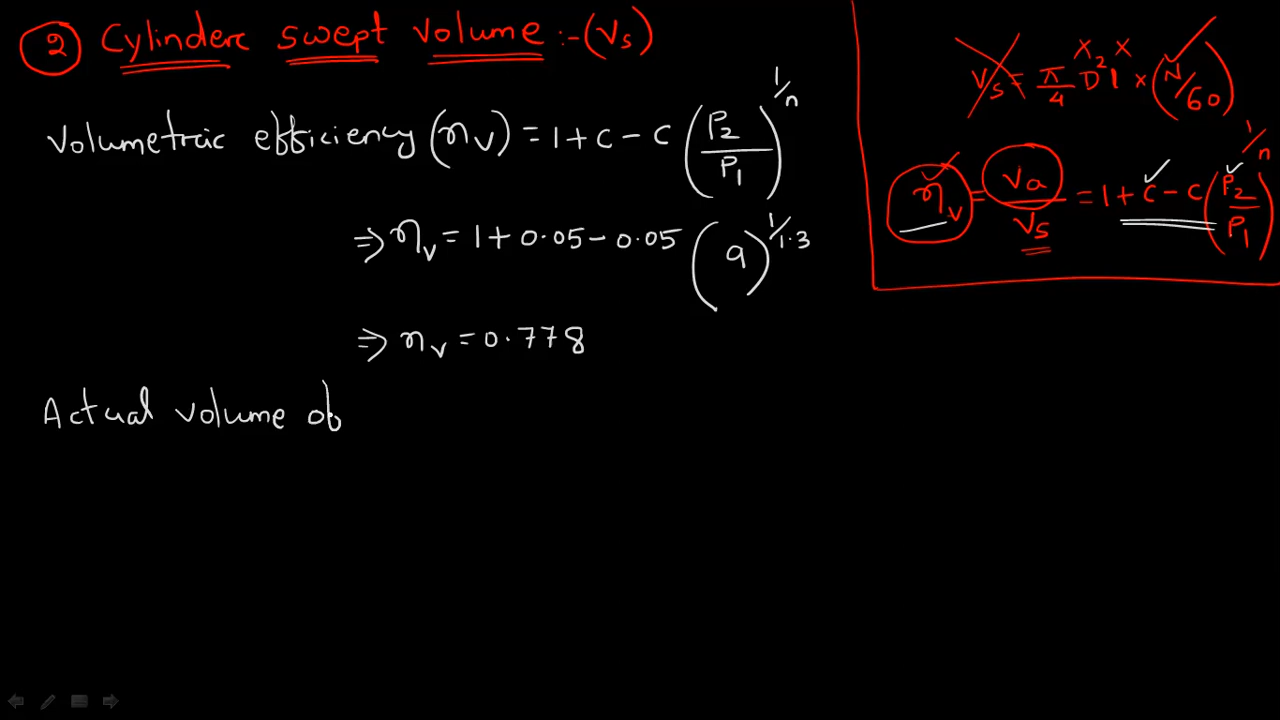 2 Cylinder swept volume :- (Vs)
Volumetric efficiency (ηv) = 1 + C - C (P2/P1)^1/n
⇒ ηv = 1 + 0.05 - 0.05 (9)^1/1.3
⇒ ηv = 0.778
Actual volume of
Vs = π/4 D² l × (N/60)
ηv = Va/Vs = 1 + C - C (P2/P1)^1/n